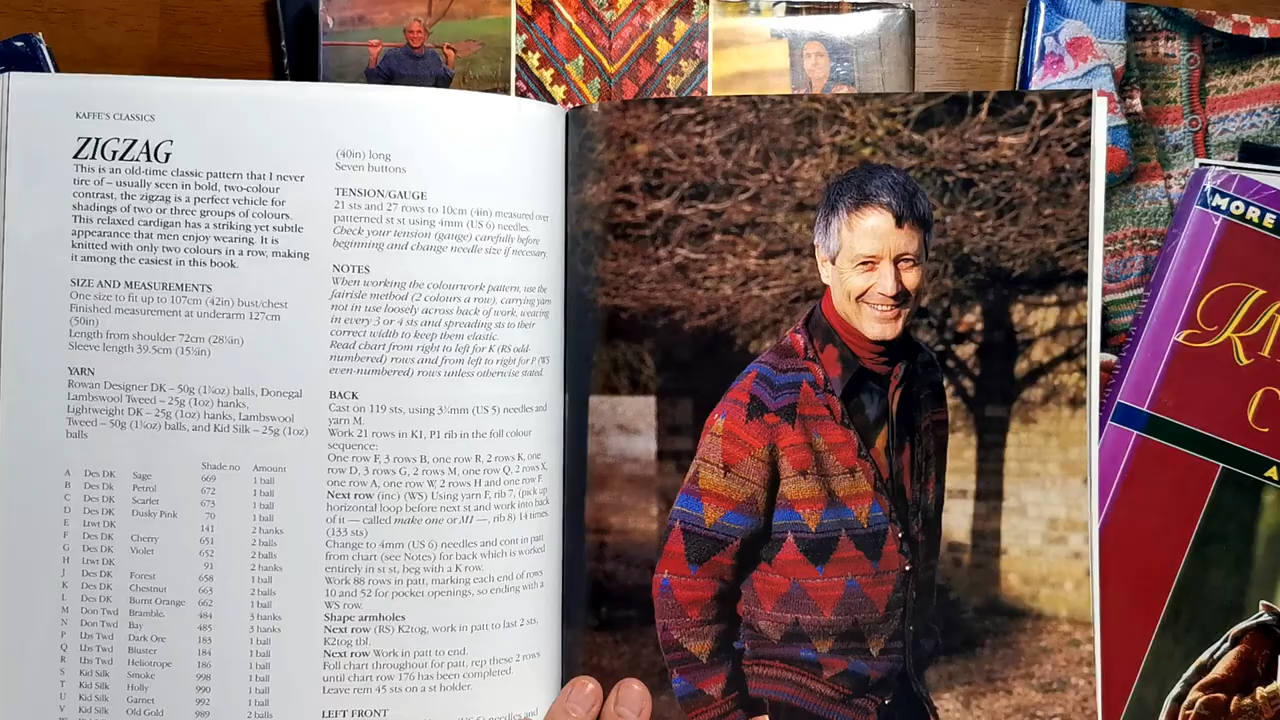 KAFFE'S CLASSICS
ZIGZAG
This is an old-time classic pattern that I never
tire of – usually seen in bold, two-colour
contrast, the zigzag is a perfect vehicle for
shadings of two or three groups of colours.
This relaxed cardigan has a striking yet subtle
appearance that men enjoy wearing. It is
knitted with only two colours in a row, making
it among the easiest in this book.
SIZE AND MEASUREMENTS
One size to fit up to 107cm (42in) bust/chest
Finished measurement at underarm 127cm
(50in)
Length from shoulder 72cm (28¼in)
Sleeve length 39.5cm (15½in)
YARN
Rowan Designer DK – 50g (1¾oz) balls, Donegal
Lambswool Tweed – 25g (1oz) hanks,
Lightweight DK – 25g (1oz) hanks, Lambswool
Tweed – 50g (1¾oz) balls, and Kid Silk – 25g (1oz)
balls
Shade no Amount
A Des DK Sage 669 1 ball
B Des DK Petrol 672 1 ball
C Des DK Scarlet 673 1 ball
D Des DK Dusky Pink 70 1 ball
E Ltwt DK 141 2 hanks
F Des DK Cherry 651 2 balls
G Des DK Violet 652 2 balls
H Ltwt DK 91 2 hanks
J Des DK Forest 658 1 ball
K Des DK Chestnut 663 2 balls
L Des DK Burnt Orange 662 1 ball
M Don Twd Bramble 484 3 hanks
N Don Twd Bay 485 3 hanks
P Lbs Twd Dark Ore 183 1 ball
Q Lbs Twd Bluster 184 1 ball
R Lbs Twd Heliotrope 186 1 ball
S Kid Silk Smoke 998 1 ball
T Kid Silk Holly 990 1 ball
U Kid Silk Garnet 992 1 ball
V Kid Silk Old Gold 989 2 balls
(40in) long
Seven buttons
TENSION/GAUGE
21 sts and 27 rows to 10cm (4in) measured over
patterned st st using 4mm (US 6) needles.
Check your tension (gauge) carefully before
beginning and change needle size if necessary.
NOTES
When working the colourwork pattern, use the
fairisle method (2 colours a row), carrying yarn
not in use loosely across back of work, weaving
in every 3 or 4 sts and spreading sts to their
correct width to keep them elastic.
Read chart from right to left for K (RS odd-
numbered) rows and from left to right for P (WS
even-numbered) rows unless otherwise stated.
BACK
Cast on 119 sts, using 3¾mm (US 5) needles and
yarn M.
Work 21 rows in K1, P1 rib in the foll colour
sequence:
One row F, 3 rows B, one row R, 2 rows K, one
row D, 3 rows G, 2 rows M, one row Q, 2 rows X,
one row A, one row W, 2 rows H and one row F.
Next row (inc) (WS) Using yarn F, rib 7, (pick up
horizontal loop before next st and work into back
of it — called make one or M1 —, rib 8) 14 times.
(133 sts)
Change to 4mm (US 6) needles and cont in patt
from chart (see Notes) for back which is worked
entirely in st st, beg with a K row.
Work 88 rows in patt, marking each end of rows
10 and 52 for pocket openings, so ending with a
WS row.
Shape armholes
Next row (RS) K2tog, work in patt to last 2 sts,
K2tog tbl.
Next row Work in patt to end.
Foll chart throughout for patt, rep these 2 rows
until chart row 176 has been completed.
Leave rem 45 sts on a st holder.
LEFT FRONT
needles and
MORE